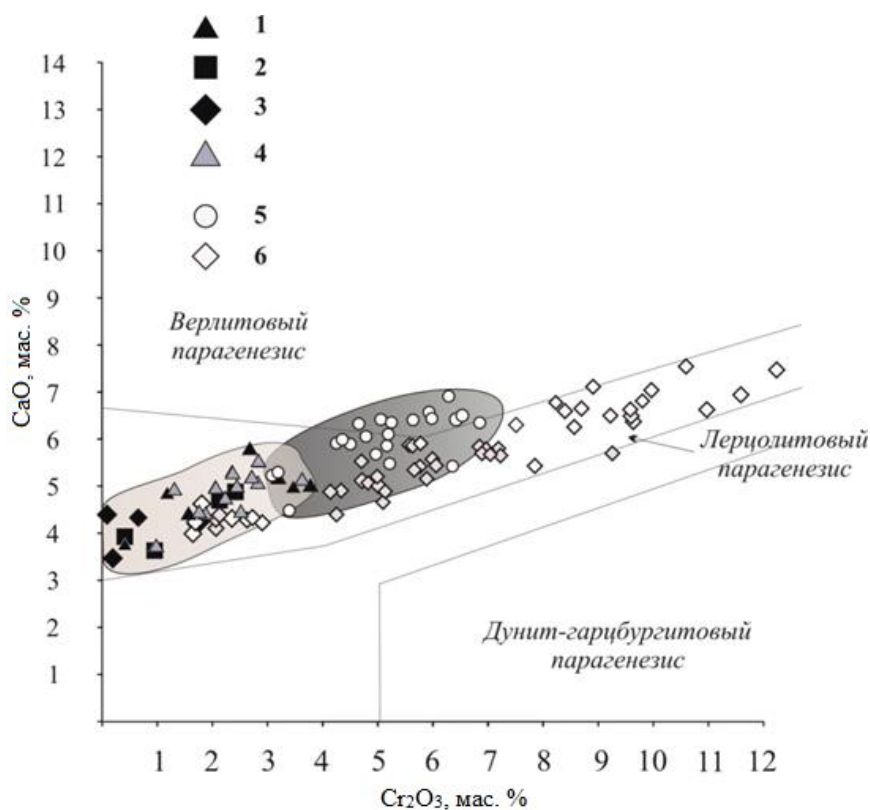 1
2
3
4
5
6
14
13
12
11
10
9
8
7
6
5
4
3
2
1
CaO, мас. %
Верлитовый
парагенезис
Лерцолитовый
парагенезис
Дунит-гарцбургитовый
парагенезис
1 2 3 4 5 6 7 8 9 10 11 12
Cr₂O₃, мас. %